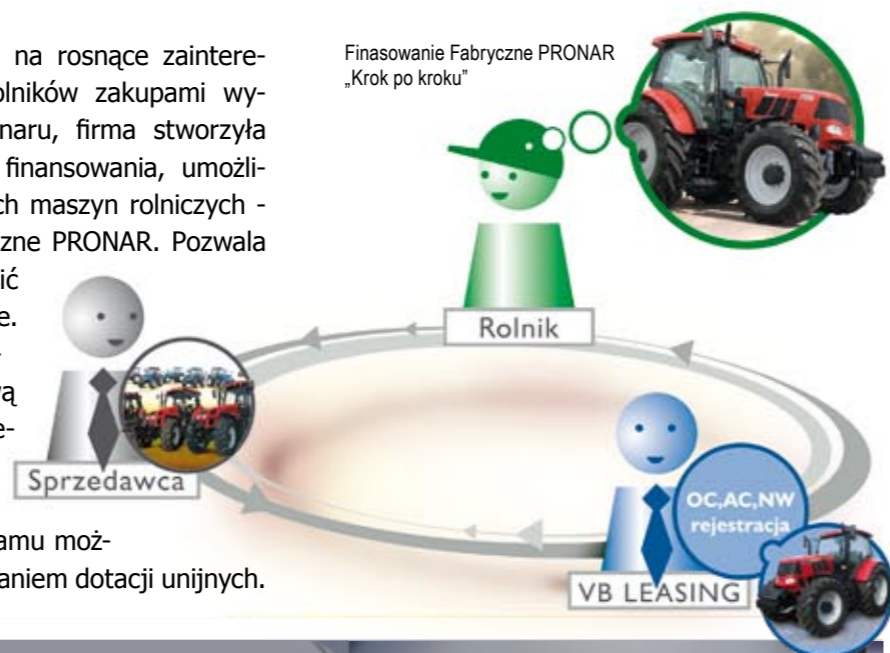 na rosnące zaintere-
olników zakupami wy-
naru, firma stworzyła
finansowania, umożli-
ch maszyn rolniczych -
zne PRONAR. Pozwala
ić
e.
-
ą
e-
amu moż-
aniem dotacji unijnych.
Finasowanie Fabryczne PRONAR
„Krok po kroku”
Rolnik
Sprzedawca
OC,AC,NW
rejestracja
VB LEASING